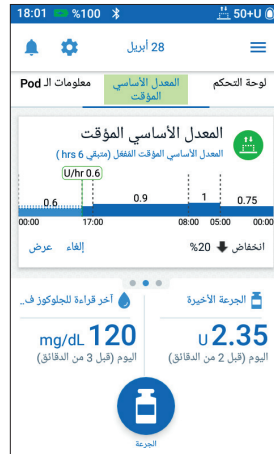 18:01 %100 50+U
28 أبريل
لوحة التحكم
المعدل الأساسي المؤقت
معلومات الـ Pod
المعدل الأساسي المؤقت
المعدل الأساسي المؤقت المُفعَل (متبقي 6 hrs )
U/hr 0.6
0.6 0.9 1 0.75
00:00 17:00 08:00 05:00 00:00
انخفاض 20%
إلغاء عرض
الجرعة الأخيرة
2.35 U
اليوم (قبل 2 من الدقائق)
آخر قراءة للجلوكوز ف...
120 mg/dL
اليوم (قبل 3 من الدقائق)
الجرعة